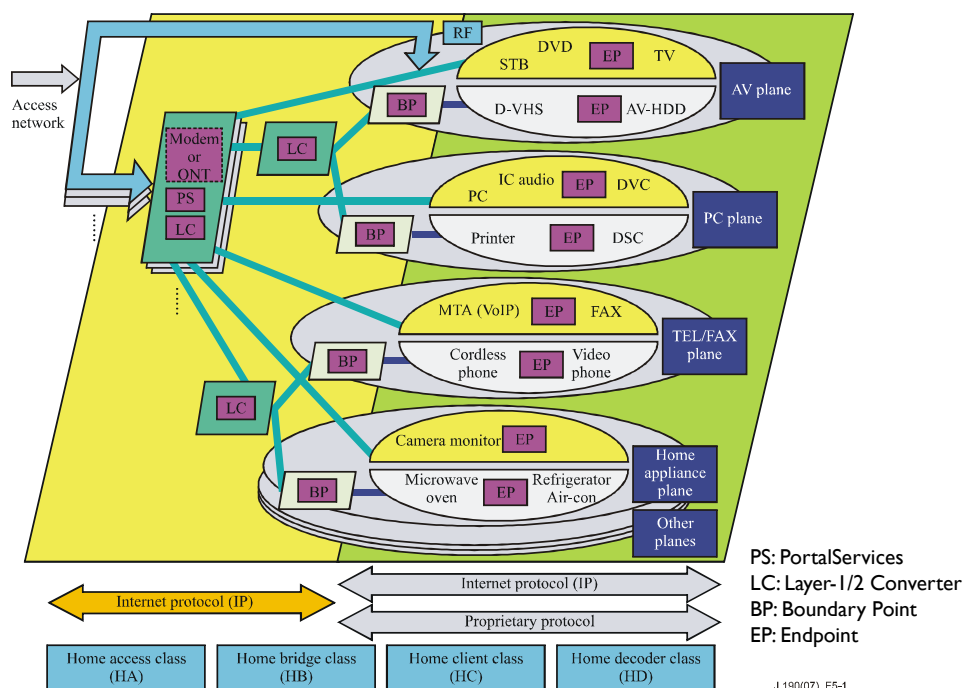 RF
DVD
STB
EP
TV
AV plane
Access
network
BP
D-VHS
EP
AV-HDD
Modem
or
ONT
LC
PS
LC
IC audio
PC
EP
DVC
PC plane
BP
Printer
EP
DSC
MTA (VoIP)
EP
FAX
TEL/FAX
plane
BP
Cordless
phone
EP
Video
phone
LC
Camera monitor
EP
Home
appliance
plane
BP
Microwave
oven
EP
Refrigerator
Air-con
Other
planes
PS: PortalServices
LC: Layer-1/2 Converter
BP: Boundary Point
EP: Endpoint
Internet protocol (IP)
Internet protocol (IP)
Proprietary protocol
Home access class
(HA)
Home bridge class
(HB)
Home client class
(HC)
Home decoder class
(HD)
J.190(07)_F5-1